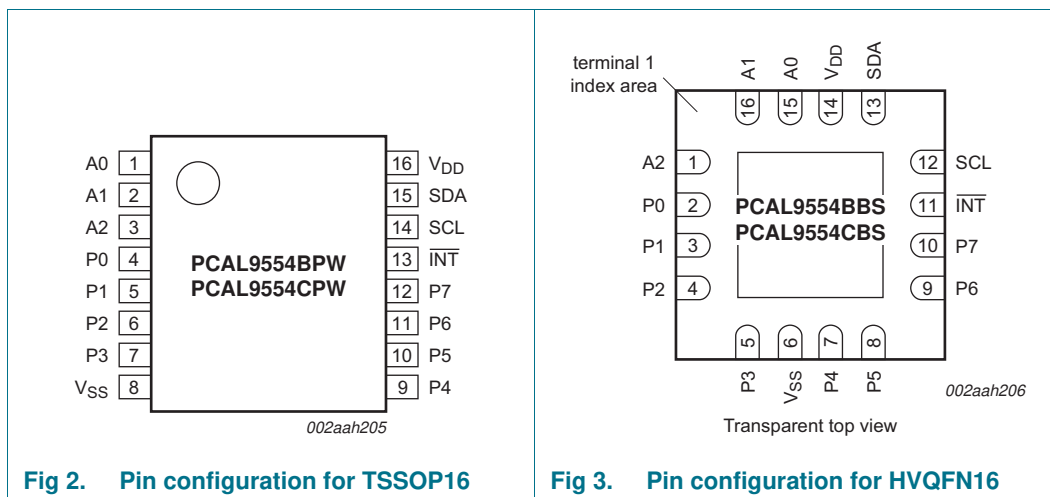 A0 1
A1 2
A2 3
P0 4
P1 5
P2 6
P3 7
VSS 8
PCAL9554BPW
PCAL9554CPW
16 VDD
15 SDA
14 SCL
13 INT
12 P7
11 P6
10 P5
9 P4
002aah205
Fig 2. Pin configuration for TSSOP16
terminal 1
index area
A1 A0 VDD SDA
16 15 14 13
A2 1
P0 2
P1 3
P2 4
PCAL9554BBS
PCAL9554CBS
12 SCL
11 INT
10 P7
9 P6
5 6 7 8
P3 VSS P4 P5
002aah206
Transparent top view
Fig 3. Pin configuration for HVQFN16